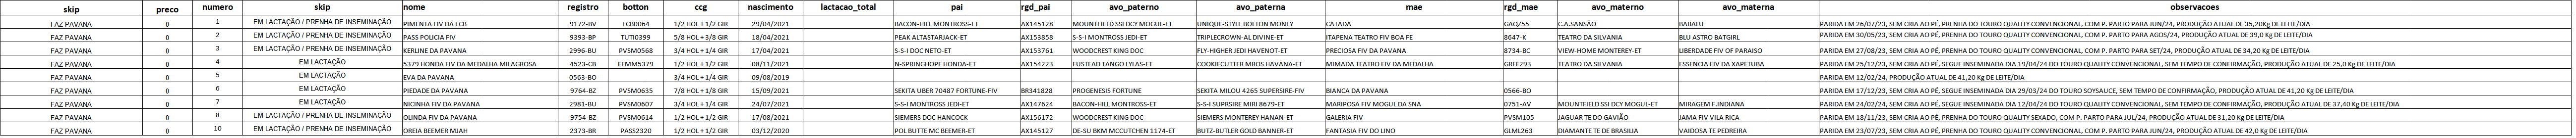 skip preco numero skip nome registro botton ccg nascimento lactacao_total pai rgd_pai avo_paterno avo_paterna mae rgd_mae avo_materno avo_materna observacoes
FAZ PAVANA 0 1 EM LACTAÇÃO / PRENHA DE INSEMINAÇÃO PIMENTA FIV DA FCB 9172-BV FCB0064 1/2 HOL + 1/2 GIR 29/04/2021 BACON-HILL MONTROSS-ET AX145128 MOUNTFIELD SSI DCY MOGUL-ET UNIQUE-STYLE BOLTON MONEY CATADA GAQZ55 C.A.SANSÃO BABALU PARIDA EM 26/07/23, SEM CRIA AO PÉ, PRENHA DO TOURO QUALITY CONVENCIONAL, COM P. PARTO PARA JUN/24, PRODUÇÃO ATUAL DE 35,20Kg DE LEITE/DIA
FAZ PAVANA 0 2 EM LACTAÇÃO / PRENHA DE INSEMINAÇÃO PASS POLICIA FIV 9393-BP TUTI0399 5/8 HOL + 3/8 GIR 18/04/2021 PEAK ALTASTARJACK-ET AX153858 S-S-I MONTROSS JEDI-ET TRIPLECROWN-AL DIVINE-ET ITAPENA TEATRO FIV BOA FE 8647-K TEATRO DA SILVANIA BLU ASTRO BATGIRL PARIDA EM 30/05/23, SEM CRIA AO PÉ, PRENHA DO TOURO QUALITY CONVENCIONAL, COM P. PARTO PARA AGOS/24, PRODUÇÃO ATUAL DE 39,0 Kg DE LEITE/DIA
FAZ PAVANA 0 3 EM LACTAÇÃO / PRENHA DE INSEMINAÇÃO KERLINE DA PAVANA 2996-BU PVSM0568 3/4 HOL + 1/4 GIR 17/04/2021 S-S-I DOC NETO-ET AX153761 WOODCREST KING DOC FLY-HIGHER JEDI HAVENOT-ET PRECIOSA FIV DA PAVANA 8734-BC VIEW-HOME MONTEREY-ET LIBERDADE FIV OF PARAISO PARIDA EM 27/08/23, SEM CRIA AO PÉ, PRENHA DO TOURO QUALITY CONVENCIONAL, COM P. PARTO PARA SET/24, PRODUÇÃO ATUAL DE 34,20 Kg DE LEITE/DIA
FAZ PAVANA 0 4 EM LACTAÇÃO 5379 HONDA FIV DA MEDALHA MILAGROSA 4523-CB EEMM5379 1/2 HOL + 1/2 GIR 08/11/2021 N-SPRINGHOPE HONDA-ET AX154223 FUSTEAD TANGO LYLAS-ET COOKIECUTTER MROS HAVANA-ET MIMADA TEATRO FIV DA MEDALHA GRFF293 TEATRO DA SILVANIA ESSENCIA FIV DA XAPETUBA PARIDA EM 25/12/23, SEM CRIA AO PÉ, SEGUE INSEMINADA DIA 19/04/24 DO TOURO QUALITY CONVENCIONAL, SEM TEMPO DE CONFIRMAÇÃO, PRODUÇÃO ATUAL DE 25,0 Kg DE LEITE/DIA
FAZ PAVANA 0 5 EM LACTAÇÃO EVA DA PAVANA 0563-BO 3/4 HOL + 1/4 GIR 09/08/2019 PARIDA EM 12/02/24, PRODUÇÃO ATUAL DE 41,20 KG DE LEITE/DIA
FAZ PAVANA 0 6 EM LACTAÇÃO PIEDADE DA PAVANA 9764-BZ PVSM0635 7/8 HOL + 1/8 GIR 15/09/2021 SEKITA UBER 70487 FORTUNE-FIV BR341828 PROGENESIS FORTUNE SEKITA MILOU 4265 SUPERSIRE-FIV BIANCA DA PAVANA 0566-BO PARIDA EM 17/12/23, SEM CRIA AO PÉ, SEGUE INSEMINADA DIA 29/03/24 DO TOURO SOYSAUCE, SEM TEMPO DE CONFIRMAÇÃO, PRODUÇÃO ATUAL DE 41,20 Kg DE LEITE/DIA
FAZ PAVANA 0 7 EM LACTAÇÃO NICINHA FIV DA PAVANA 2981-BU PVSM0607 3/4 HOL + 1/4 GIR 24/07/2021 S-S-I MONTROSS JEDI-ET AX147624 BACON-HILL MONTROSS-ET S-S-I SUPRSIRE MIRI 8679-ET MARIPOSA FIV MOGUL DA SNA 0751-AV MOUNTFIELD SSI DCY MOGUL-ET MIRAGEM F.INDIANA PARIDA EM 24/02/24, SEM CRIA AO PÉ, SEGUE INSEMINADA DIA 12/04/24 DO TOURO QUALITY CONVENCIONAL, SEM TEMPO DE CONFIRMAÇÃO, PRODUÇÃO ATUAL DE 37,40 Kg DE LEITE/DIA
FAZ PAVANA 0 8 EM LACTAÇÃO / PRENHA DE INSEMINAÇÃO OLINDA FIV DA PAVANA 9754-BZ PVSM0614 1/2 HOL + 1/2 GIR 17/08/2021 SIEMERS DOC HANCOCK AX156172 WOODCREST KING DOC SIEMERS MONTEREY HANAN-ET GALERIA FIV PVSM105 JAGUAR TE DO GAVIÃO JAMA FIV VILA RICA PARIDA EM 18/11/23, SEM CRIA AO PÉ, PRENHA DO TOURO QUALITY SEXADO, COM P. PARTO PARA JUL/24, PRODUÇÃO ATUAL DE 31,20 Kg DE LEITE/DIA
FAZ PAVANA 0 10 EM LACTAÇÃO / PRENHA DE INSEMINAÇÃO OREIA BEEMER MJAH 2373-BR PASS2320 1/2 HOL + 1/2 GIR 03/12/2020 POL BUTTE MC BEEMER-ET AX145127 DE-SU BKM MCCUTCHEN 1174-ET BUTZ-BUTLER GOLD BANNER-ET FANTASIA FIV DO LINO GLML263 DIAMANTE TE DE BRASILIA VAIDOSA TE PEDREIRA PARIDA EM 23/07/23, SEM CRIA AO PÉ, PRENHA DO TOURO QUALITY CONVENCIONAL, COM P. PARTO PARA JUN/24, PRODUÇÃO ATUAL DE 42,0 Kg DE LEITE/DIA